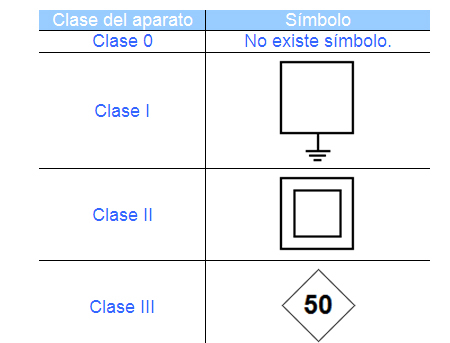 Clase del aparato Símbolo
Clase 0 No existe símbolo.
Clase I
Clase II
Clase III 50